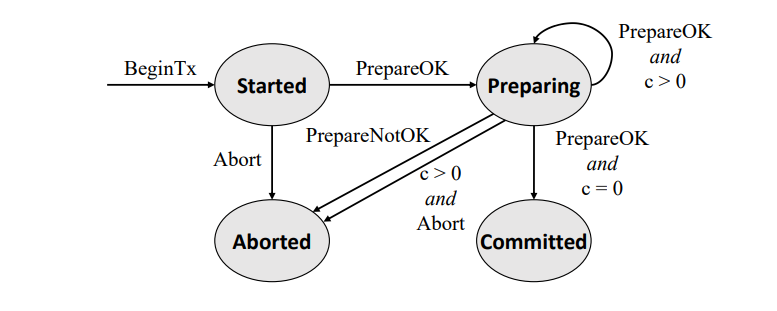 PrepareOK
and
c > 0
BeginTx
Started
PrepareOK
Preparing
PrepareNotOK
Abort
c > 0
and
Abort
PrepareOK
and
c = 0
Aborted
Committed